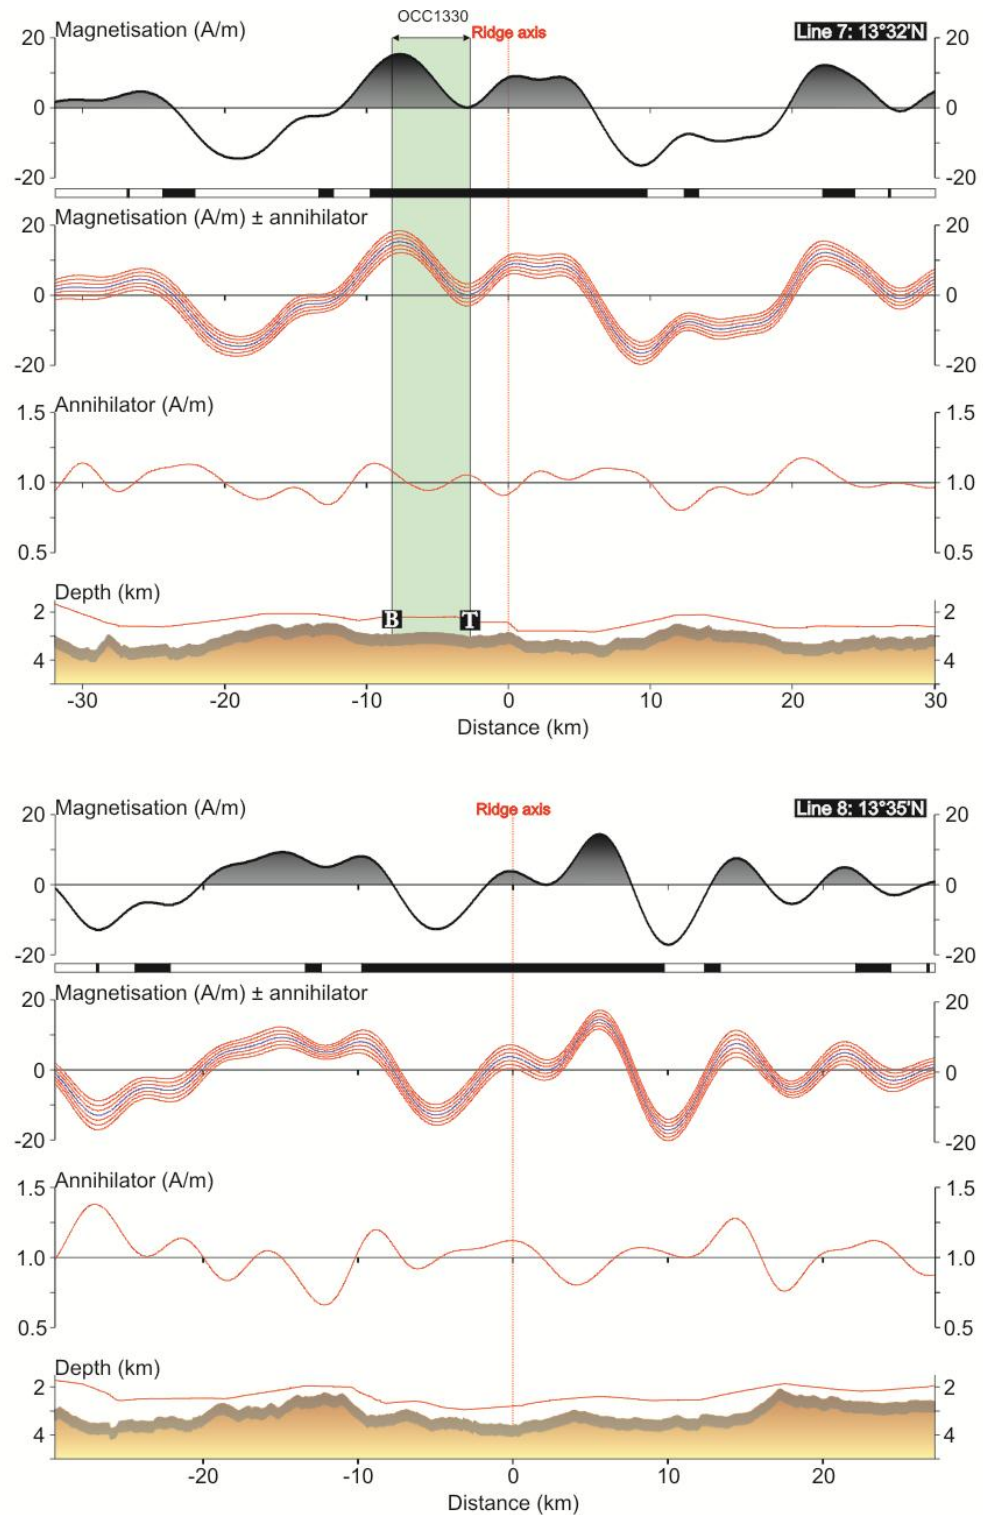 OCC1330
Magnetisation (A/m)
Ridge axis
Line 7: 13°32'N
20 20
0 0
-20 -20
Magnetisation (A/m) ± annihilator
20 20
0 0
-20 -20
Annihilator (A/m)
1.5 1.5
1.0 1.0
0.5 0.5
Depth (km)
2 2
B T
4 4
-30 -20 -10 0 10 20 30
Distance (km)
Magnetisation (A/m)
Ridge axis
Line 8: 13°35'N
20 20
0 0
-20 -20
Magnetisation (A/m) ± annihilator
20 20
0 0
-20 -20
Annihilator (A/m)
1.5 1.5
1.0 1.0
0.5 0.5
Depth (km)
2 2
4 4
-20 -10 0 10 20
Distance (km)